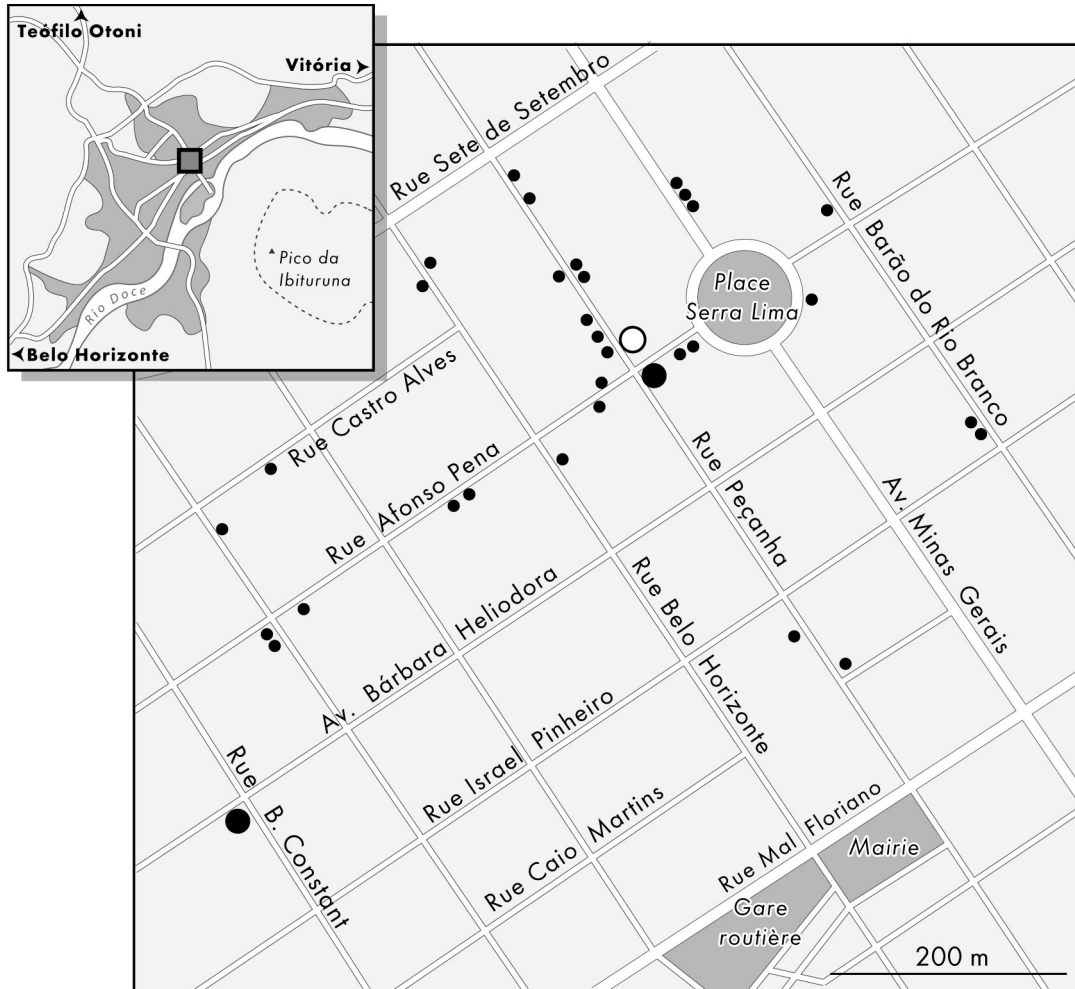 Teófilo Otoni
Vitória
Pico da
Ibituruna
Rio Doce
Belo Horizonte
Rue Sete de Setembro
Rue Barão do Rio Branco
Place
Serra Lima
Rue Castro Alves
Rue Afonso Pena
Rue Peçanha
Av. Minas Gerais
Av. Bárbara Heliodora
Rue Belo Horizonte
Rue Israel Pinheiro
Rue B. Constant
Rue Caio Martins
Rue Mal Floriano
Mairie
Gare
routière
200 m